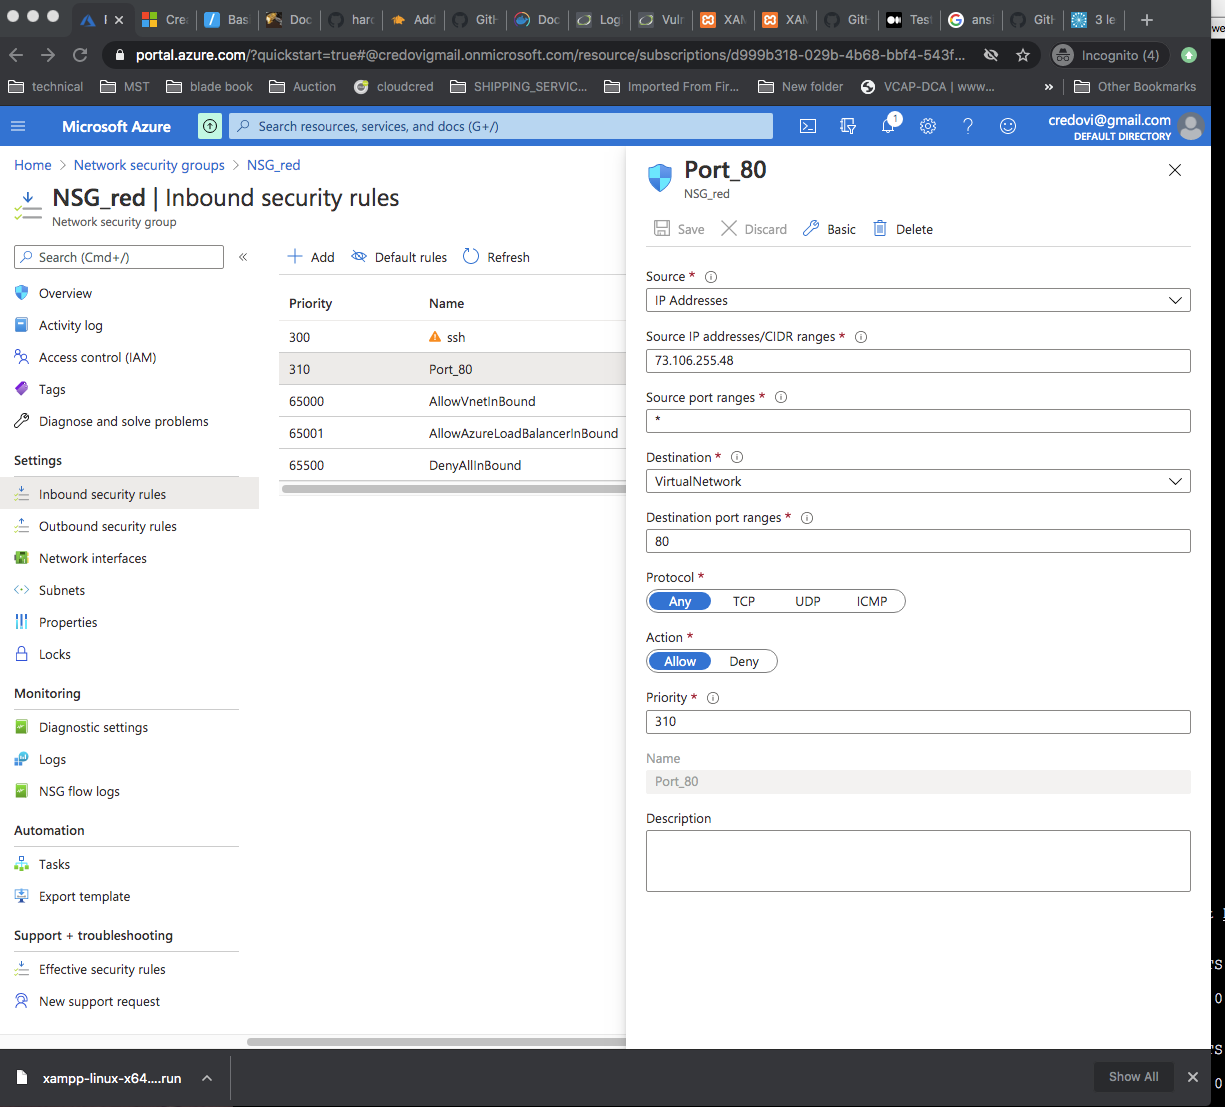 Cre
Bas
Doc
hard
Add
GitH
Doc
Log
Vuln
XAM
XAM
GitH
Test
ansi
GitH
3 le
portal.azure.com/?quickstart=true#@credovigmail.onmicrosoft.com/resource/subscriptions/d999b318-029b-4b68-bbf4-543f...
Incognito (4)
technical
MST
blade book
Auction
cloudcred
SHIPPING_SERVIC...
Imported From Fir...
New folder
VCAP-DCA | www...
»
Other Bookmarks
Microsoft Azure
Search resources, services, and docs (G+/)
1
credovi@gmail.com
DEFAULT DIRECTORY
Home > Network security groups > NSG_red
NSG_red | Inbound security rules
Network security group
Search (Cmd+/)
«
Overview
Activity log
Access control (IAM)
Tags
Diagnose and solve problems
Settings
Inbound security rules
Outbound security rules
Network interfaces
Subnets
Properties
Locks
Monitoring
Diagnostic settings
Logs
NSG flow logs
Automation
Tasks
Export template
Support + troubleshooting
Effective security rules
New support request
Add
Default rules
Refresh
Priority Name
300 ssh
310 Port_80
65000 AllowVnetInBound
65001 AllowAzureLoadBalancerInBound
65500 DenyAllInBound
Port_80
NSG_red
Save
Discard
Basic
Delete
Source *
IP Addresses
Source IP addresses/CIDR ranges *
73.106.255.48
Source port ranges *
*
Destination *
VirtualNetwork
Destination port ranges *
80
Protocol *
Any TCP UDP ICMP
Action *
Allow Deny
Priority *
310
Name
Port_80
Description
xampp-linux-x64....run
Show All